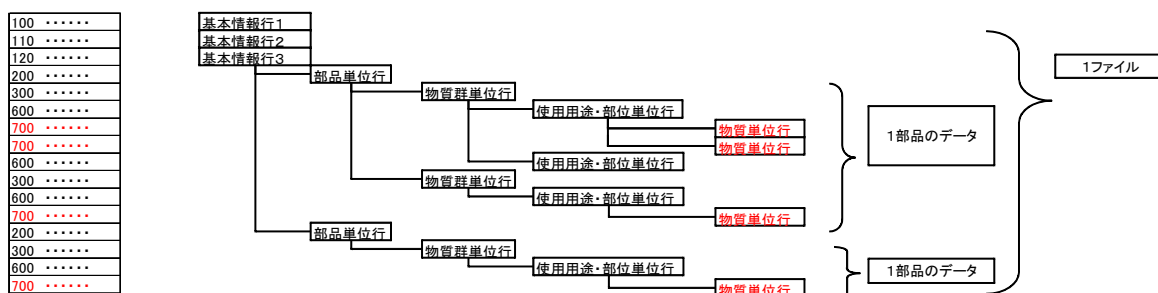 100 ・・・・・・
110 ・・・・・・
120 ・・・・・・
200 ・・・・・・
300 ・・・・・・
600 ・・・・・・
700 ・・・・・・
700 ・・・・・・
600 ・・・・・・
300 ・・・・・・
600 ・・・・・・
700 ・・・・・・
200 ・・・・・・
300 ・・・・・・
600 ・・・・・・
700 ・・・・・・
基本情報行1
基本情報行2
基本情報行3
部品単位行
物質群単位行
使用用途・部位単位行
物質単位行
物質単位行
使用用途・部位単位行
物質群単位行
使用用途・部位単位行
物質単位行
部品単位行
物質群単位行
使用用途・部位単位行
物質単位行
1部品のデータ
1部品のデータ
1ファイル